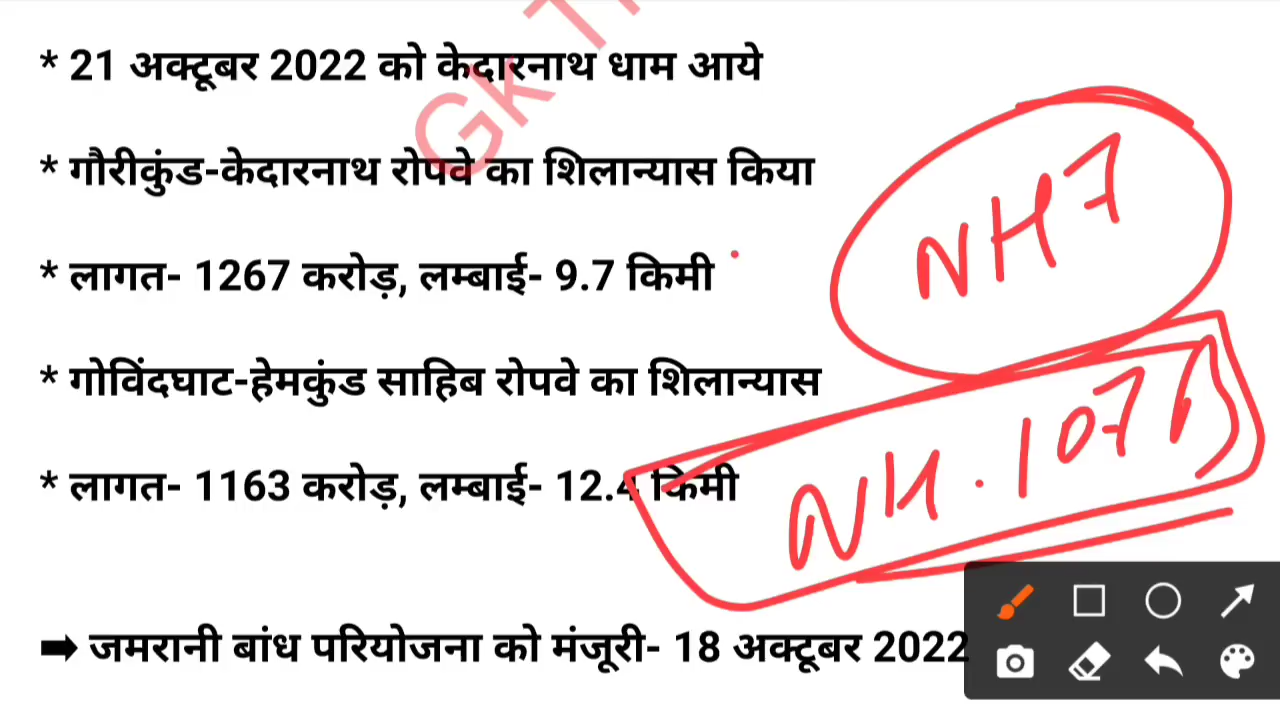 * 21 अक्टूबर 2022 को केदारनाथ धाम आये
* गौरीकुंड-केदारनाथ रोपवे का शिलान्यास किया
* लागत- 1267 करोड़, लम्बाई- 9.7 किमी
* गोविंदघाट-हेमकुंड साहिब रोपवे का शिलान्यास
* लागत- 1163 करोड़, लम्बाई- 12.4 किमी
➡ जमरानी बांध परियोजना को मंजूरी- 18 अक्टूबर 2022
NH7
NH.107B
Gk